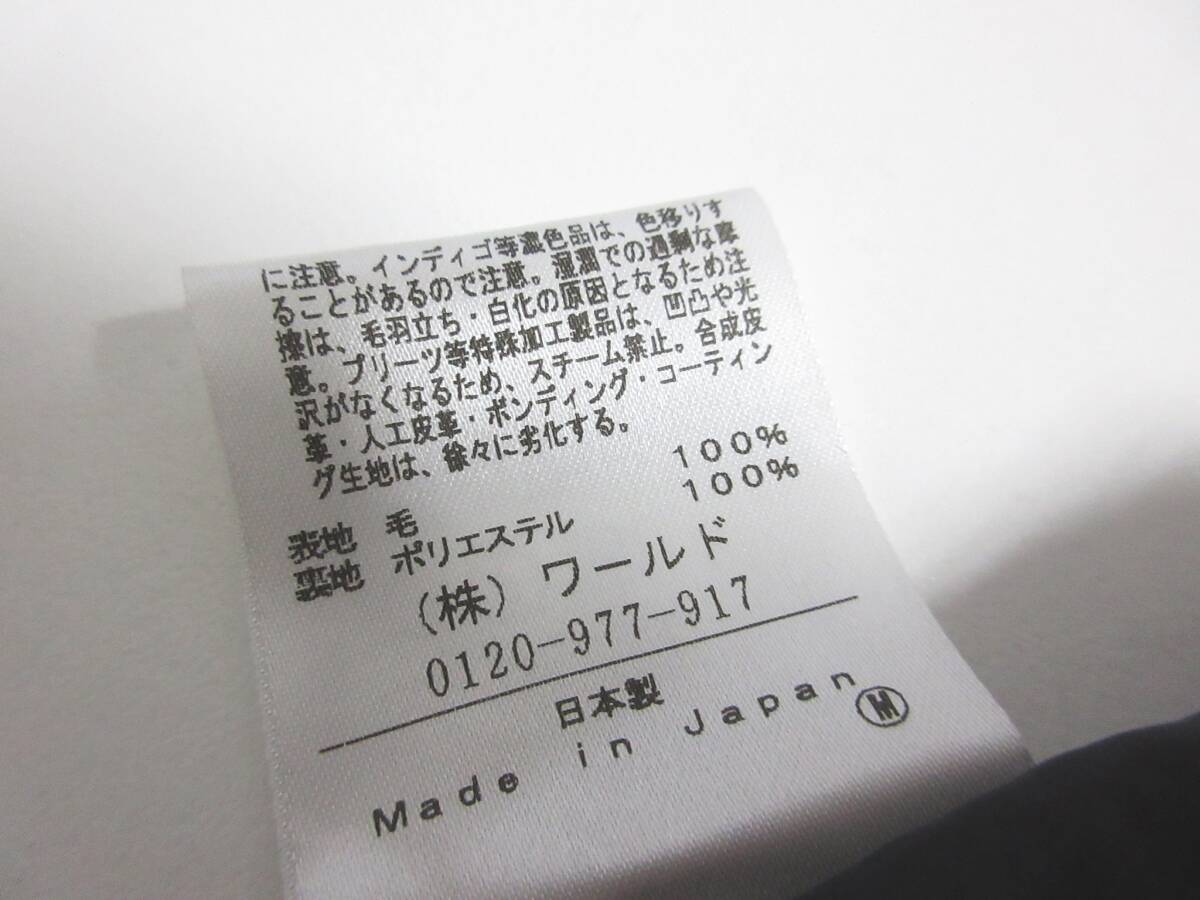 に注意。インディゴ等濃色品は、色移りす
ることがあるので注意。湿潤での過剰な摩
擦は、毛羽立ち・白化の原因となるため注
意。プリーツ等特殊加工製品は、凹凸や光
沢がなくなるため、スチーム禁止。合成皮
革・人工皮革・ボンディング・コーティン
グ生地は、徐々に劣化する。
表地 毛 100%
裏地 ポリエステル 100%
(株) ワールド
0120-977-917
日本製
Made in Japan
M